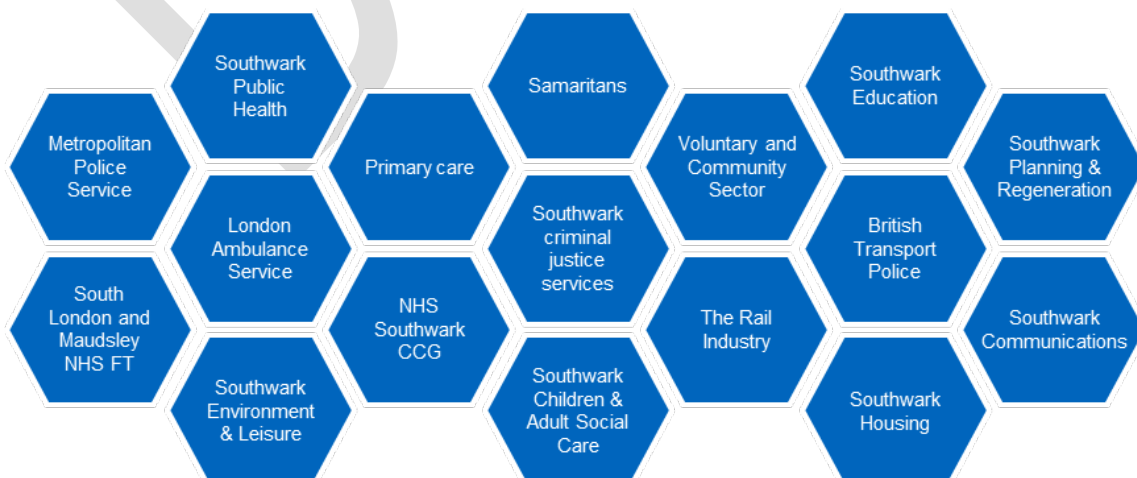 Southwark
Public
Health
Samaritans
Southwark
Education
Metropolitan
Police
Service
Primary care
Voluntary and
Community
Sector
Southwark
Planning &
Regeneration
London
Ambulance
Service
Southwark
criminal
justice
services
British
Transport
Police
South
London and
Maudsley
NHS FT
NHS
Southwark
CCG
The Rail
Industry
Southwark
Communications
Southwark
Environment
& Leisure
Southwark
Children &
Adult Social
Care
Southwark
Housing